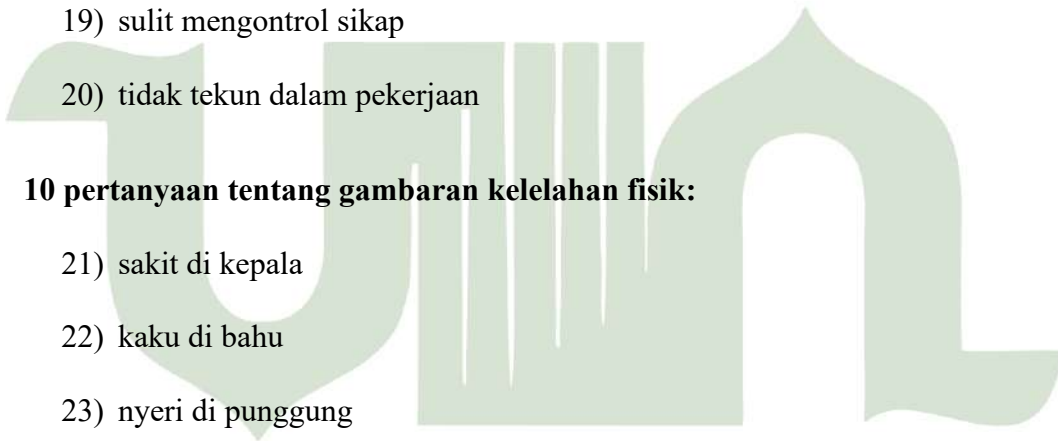 19) sulit mengontrol sikap
20) tidak tekun dalam pekerjaan
10 pertanyaan tentang gambaran kelelahan fisik:
21) sakit di kepala
22) kaku di bahu
23) nyeri di punggung